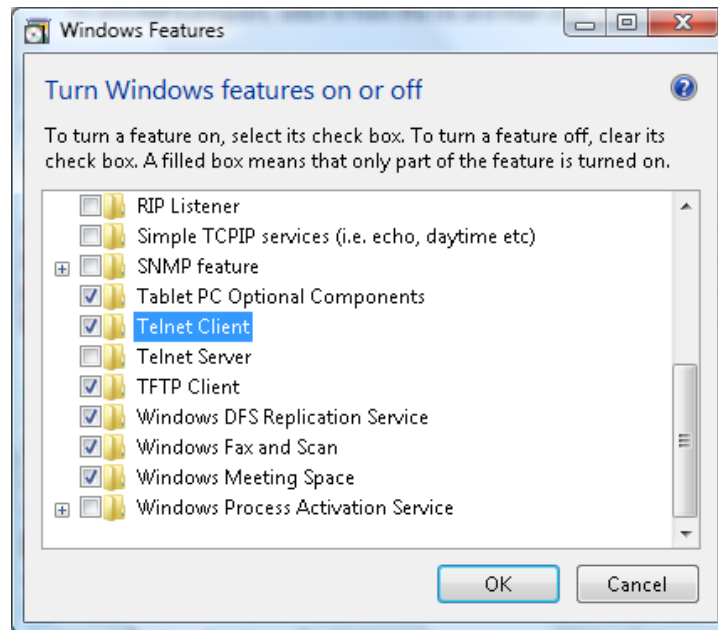 Windows Features
Turn Windows features on or off
To turn a feature on, select its check box. To turn a feature off, clear its
check box. A filled box means that only part of the feature is turned on.
RIP Listener
Simple TCPIP services (i.e. echo, daytime etc)
SNMP feature
Tablet PC Optional Components
Telnet Client
Telnet Server
TFTP Client
Windows DFS Replication Service
Windows Fax and Scan
Windows Meeting Space
Windows Process Activation Service
OK Cancel